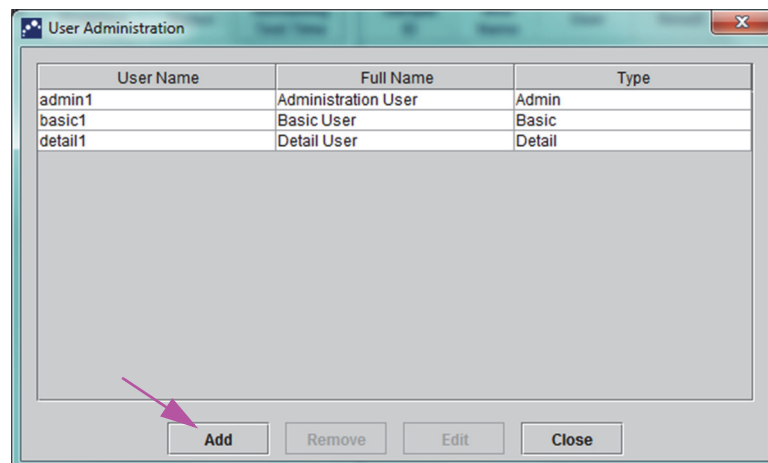 User Administration
User Name Full Name Type
admin1 Administration User Admin
basic1 Basic User Basic
detail1 Detail User Detail
Add Remove Edit Close